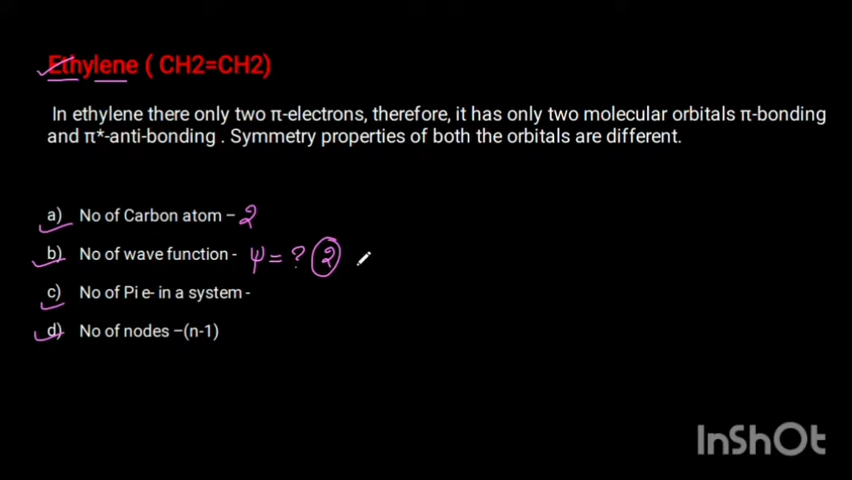 Ethylene ( CH2=CH2)
In ethylene there only two π-electrons, therefore, it has only two molecular orbitals π-bonding
and π*-anti-bonding . Symmetry properties of both the orbitals are different.
a) No of Carbon atom – 2
b) No of wave function - ψ = ? 2
c) No of Pi e- in a system -
d) No of nodes –(n-1)
InShOt